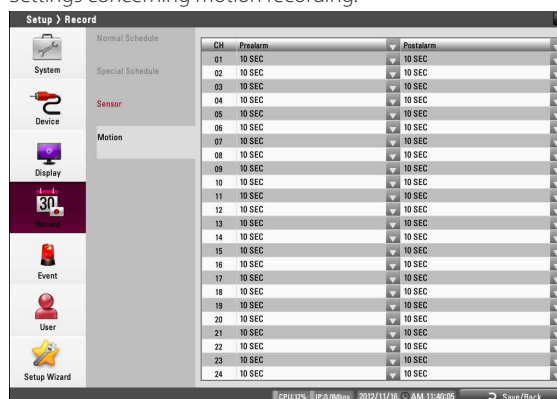 Settings concerning motion recording.
Setup > Record
System
Device
Display
30
Record
Event
User
Setup Wizard
Normal Schedule
Special Schedule
Sensor
Motion
CH Prealarm Postalarm
01 10 SEC 10 SEC
02 10 SEC 10 SEC
03 10 SEC 10 SEC
04 10 SEC 10 SEC
05 10 SEC 10 SEC
06 10 SEC 10 SEC
07 10 SEC 10 SEC
08 10 SEC 10 SEC
09 10 SEC 10 SEC
10 10 SEC 10 SEC
11 10 SEC 10 SEC
12 10 SEC 10 SEC
13 10 SEC 10 SEC
14 10 SEC 10 SEC
15 10 SEC 10 SEC
16 10 SEC 10 SEC
17 10 SEC 10 SEC
18 10 SEC 10 SEC
19 10 SEC 10 SEC
20 10 SEC 10 SEC
21 10 SEC 10 SEC
22 10 SEC 10 SEC
23 10 SEC 10 SEC
24 10 SEC 10 SEC
CPU:12% IP:0.0Mbps 2012/11/16 AM 11:40:05 Save/Back